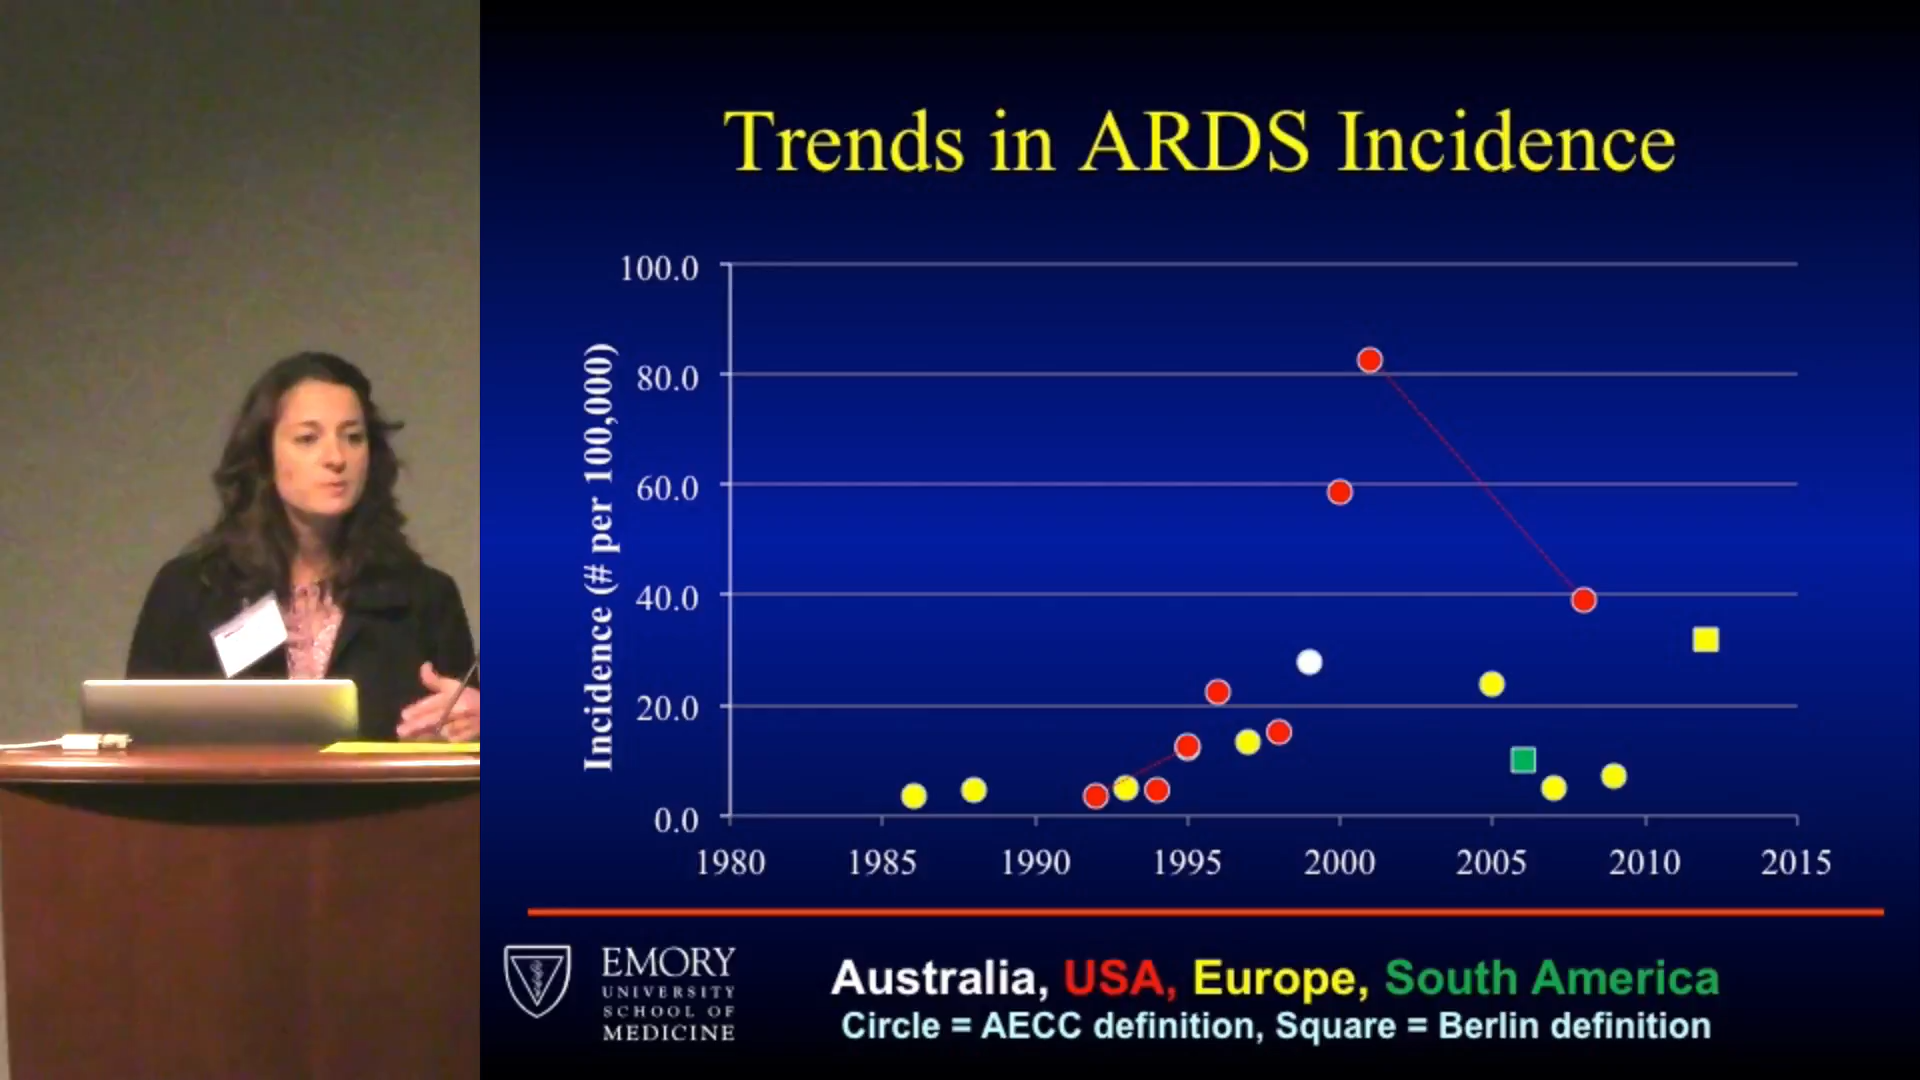 Trends in ARDS Incidence
Incidence (# per 100,000)
100.0
80.0
60.0
40.0
20.0
0.0
1980 1985 1990 1995 2000 2005 2010 2015
EMORY
UNIVERSITY
SCHOOL OF
MEDICINE
Australia, USA, Europe, South America
Circle = AECC definition, Square = Berlin definition